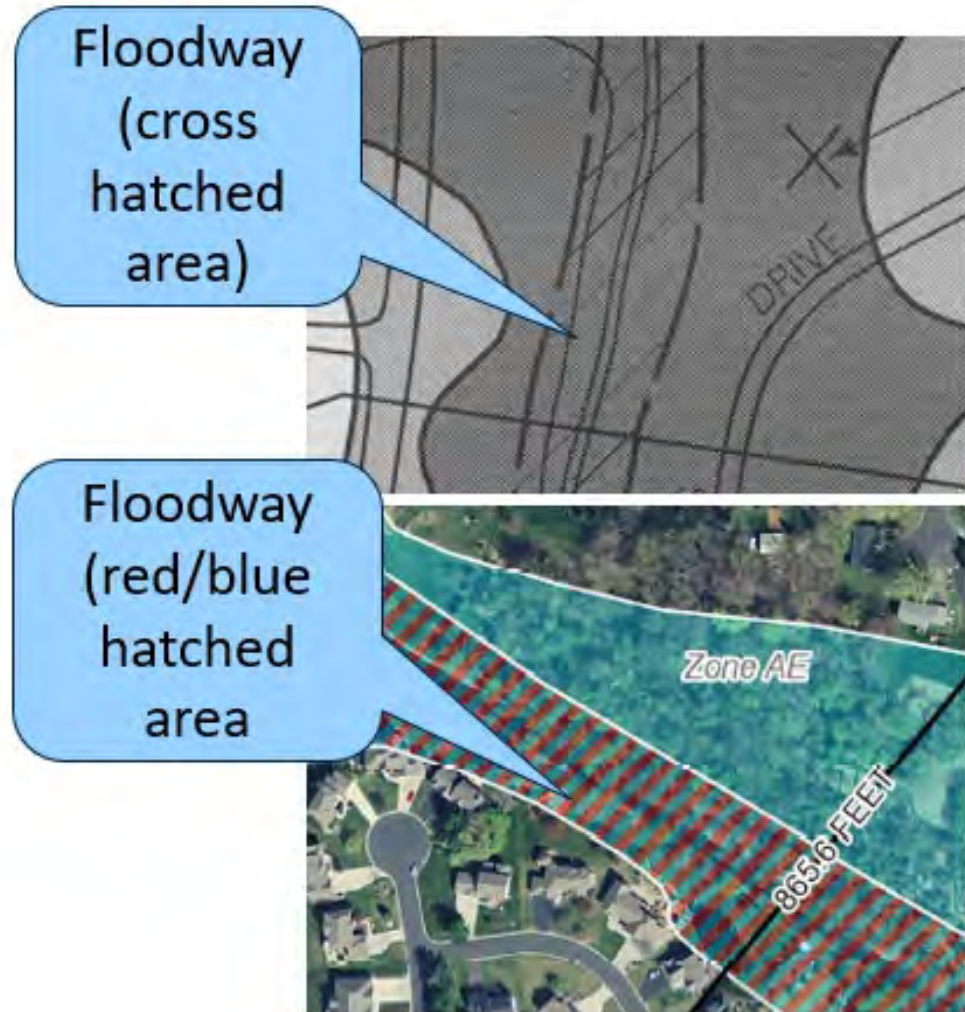 Floodway
(cross
hatched
area)
X
DRIVE
Floodway
(red/blue
hatched
area
Zone AE
865.6 FEET